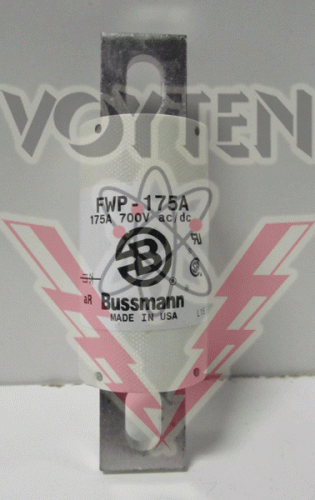 VOYTEN
FWP-175A
175A 700V ac/dc
B
aR
Bussmann
MADE IN USA